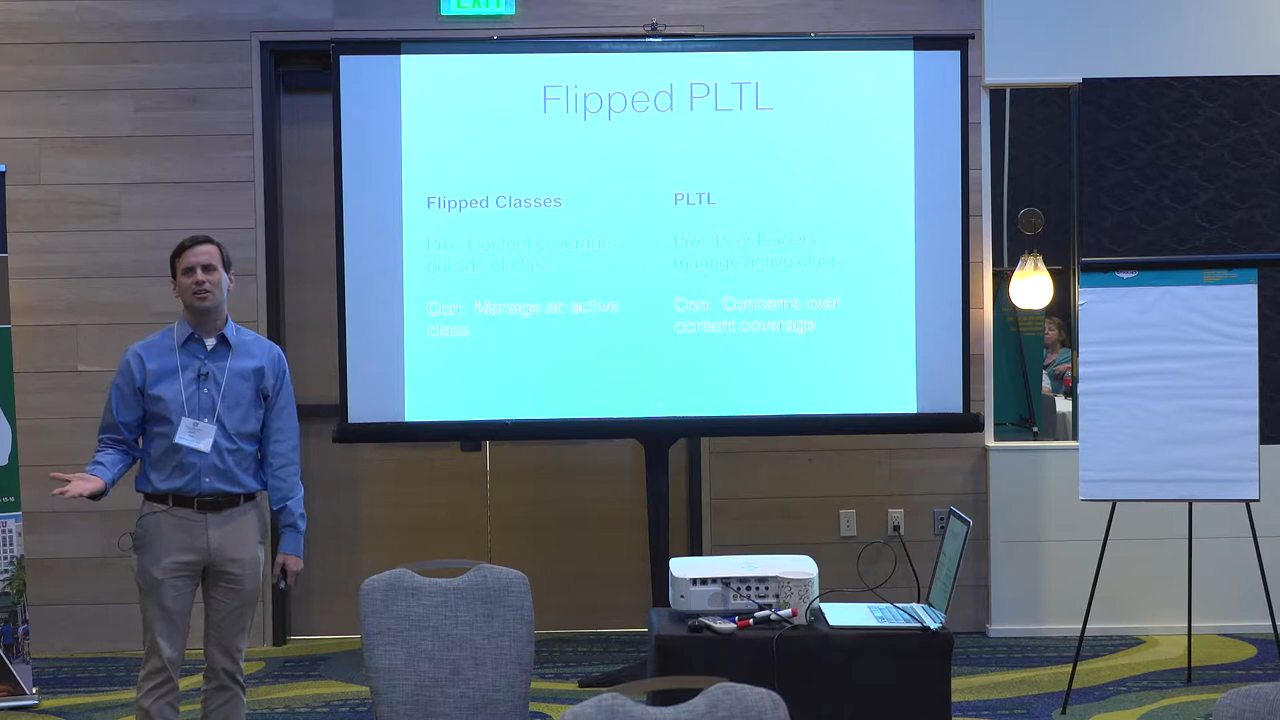 EXIT
Flipped PLTL
Flipped Classes
Pro: Content coverage
outside of class
Con: Manage an active
class
PLTL
Pro: Peer leaders
manage active class
Con: Concerns over
content coverage